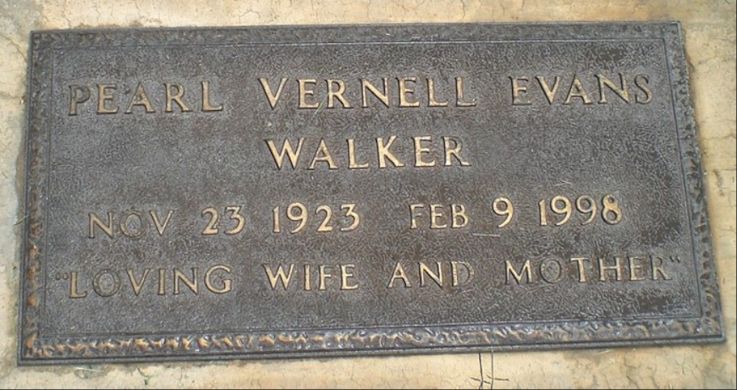 PEARL VERNELL EVANS
WALKER
NOV 23 1923 FEB 9 1998
"LOVING WIFE AND MOTHER"